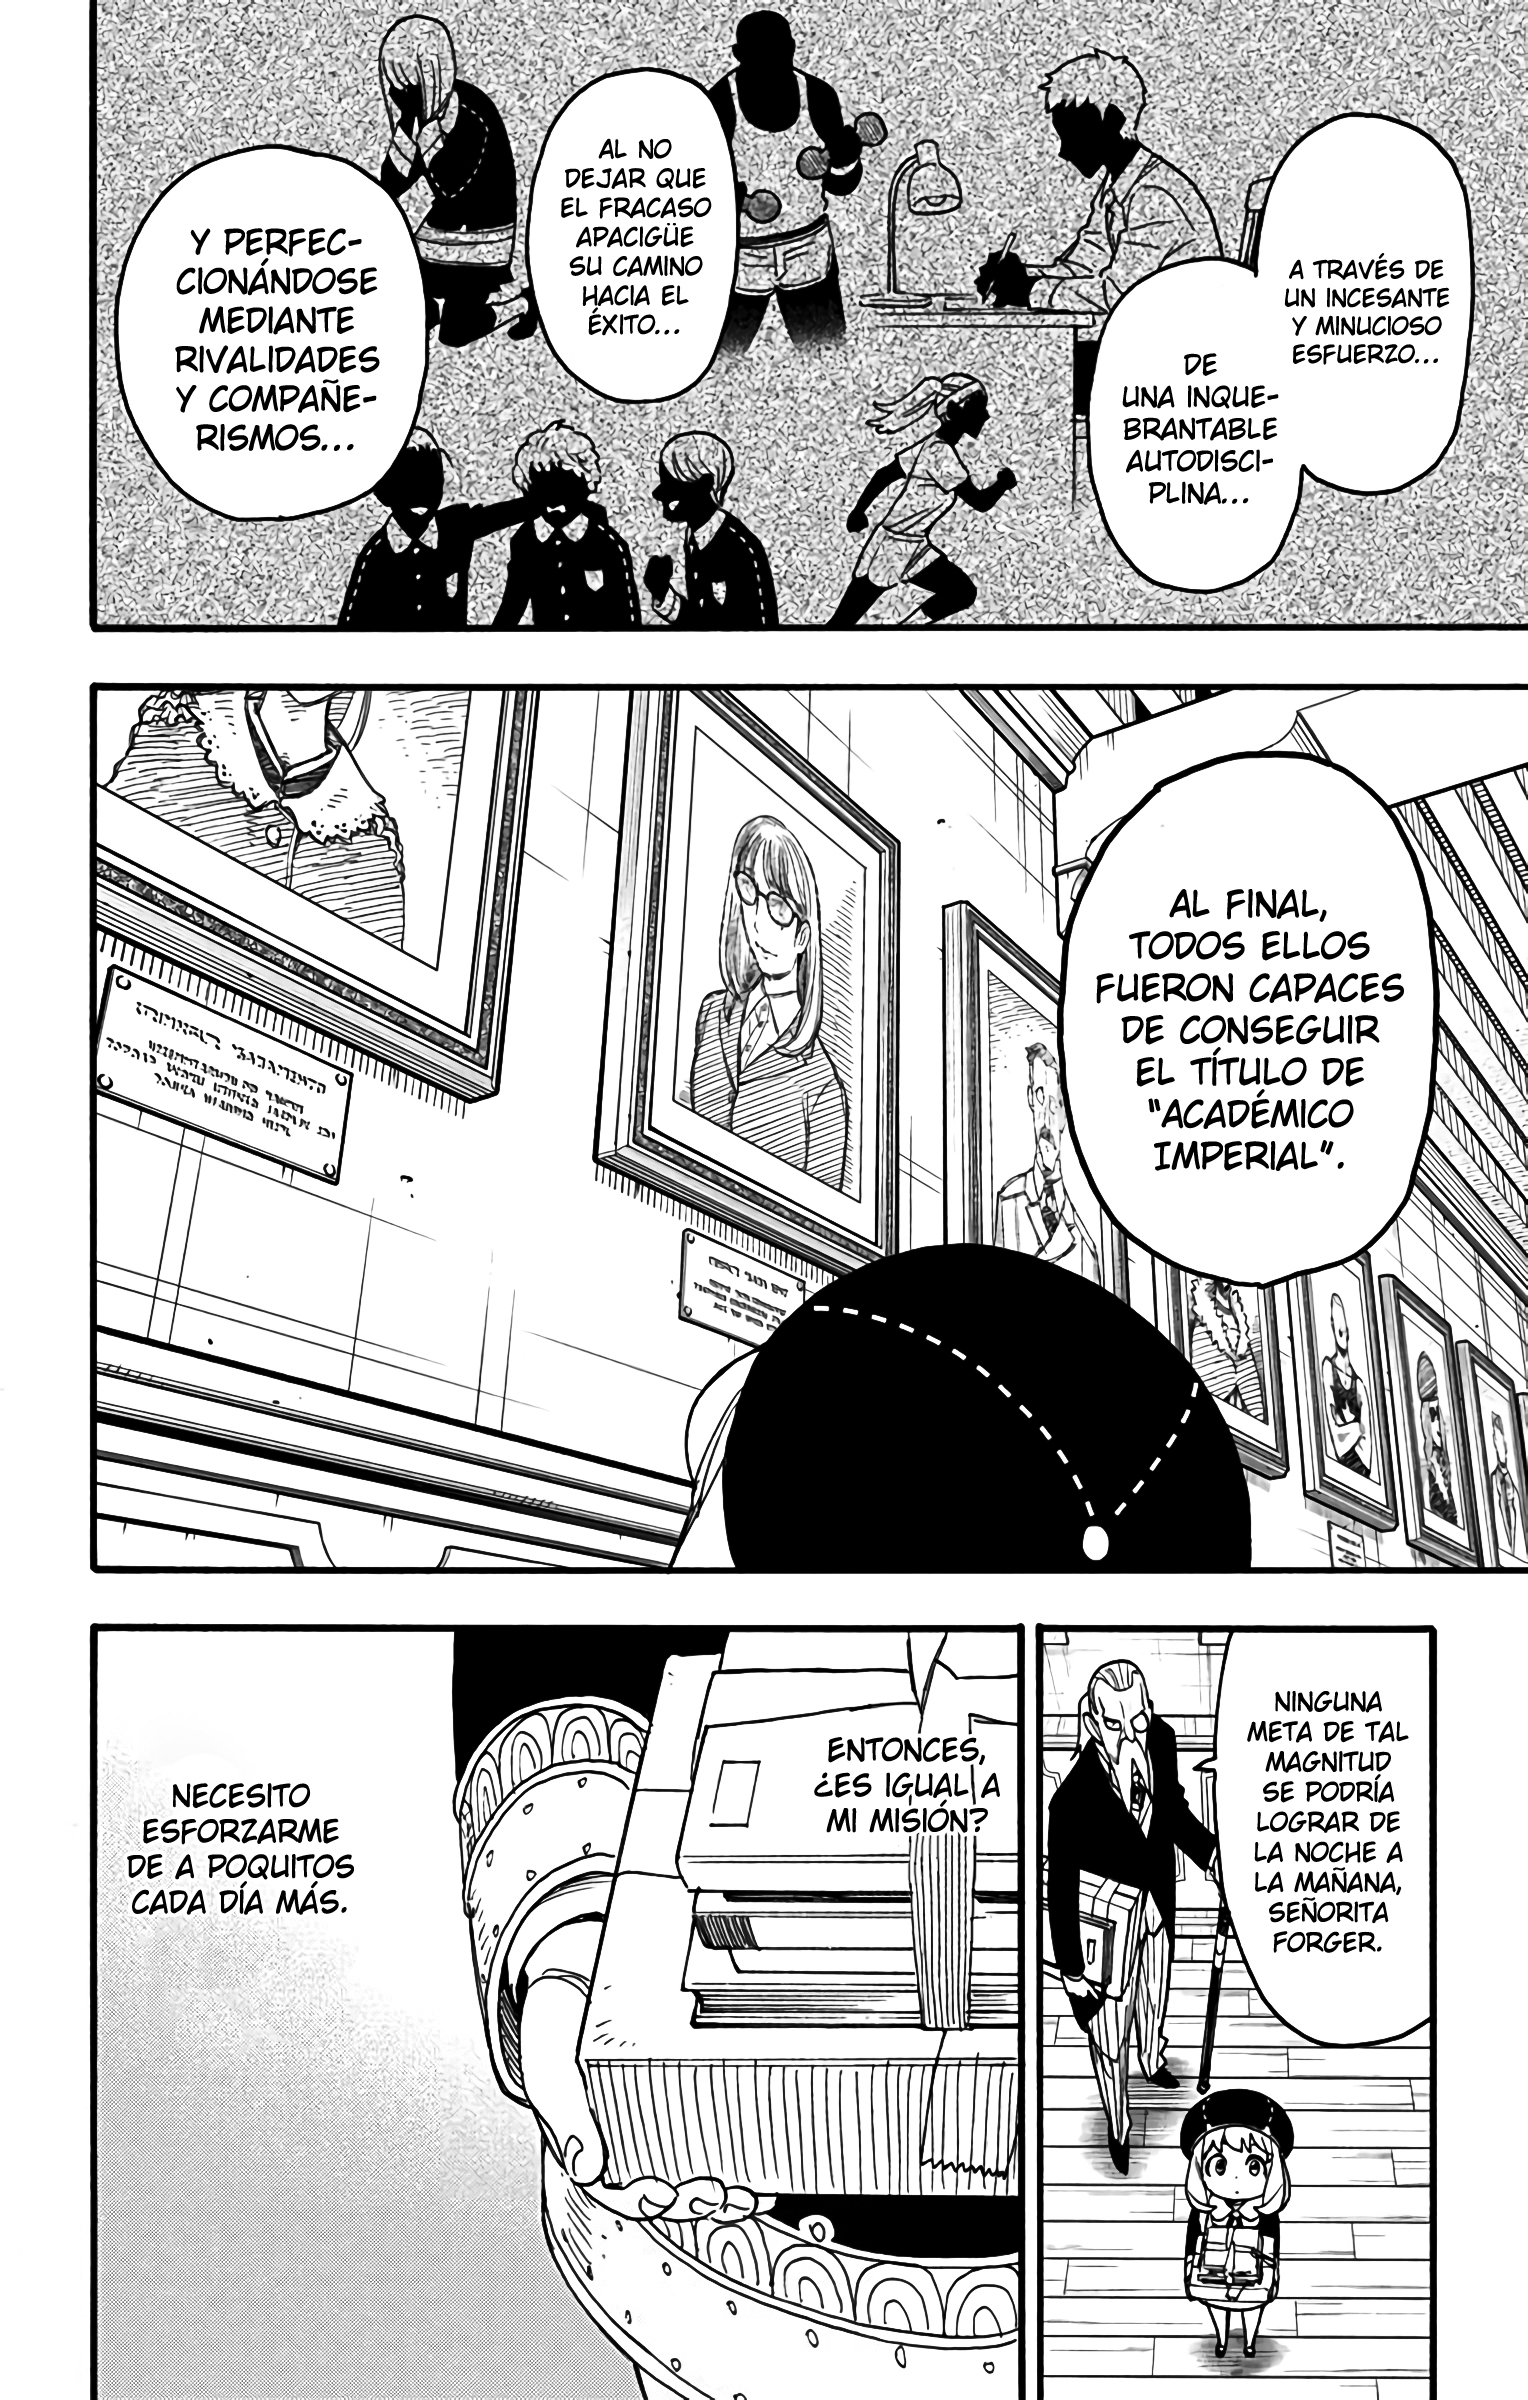 A TRAVÉS DE
UN INCESANTE
Y MINUCIOSO
ESFUERZO...
DE
UNA INQUE-
BRANTABLE
AUTODISCI-
PLINA...
AL NO
DEJAR QUE
EL FRACASO
APACIGÜE
SU CAMINO
HACIA EL
ÉXITO...
Y PERFEC-
CIONÁNDOSE
MEDIANTE
RIVALIDADES
Y COMPAÑE-
RISMOS...
AL FINAL,
TODOS ELLOS
FUERON CAPACES
DE CONSEGUIR
EL TÍTULO DE
"ACADÉMICO
IMPERIAL".
NINGUNA
META DE TAL
MAGNITUD
SE PODRÍA
LOGRAR DE
LA NOCHE A
LA MAÑANA,
SEÑORITA
FORGER.
ENTONCES,
¿ES IGUAL A
MI MISIÓN?
NECESITO
ESFORZARME
DE A POQUITOS
CADA DÍA MÁS.